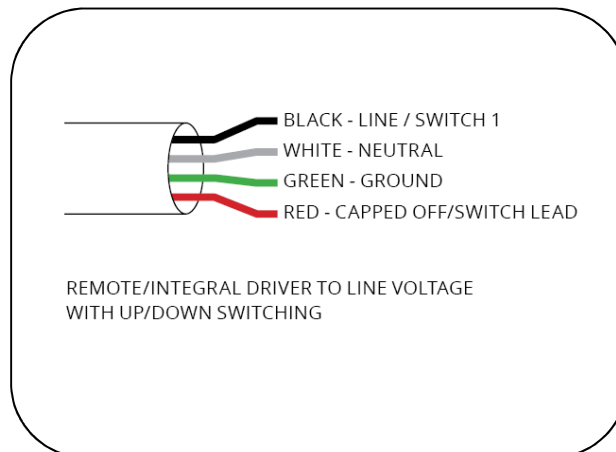 BLACK - LINE / SWITCH 1
WHITE - NEUTRAL
GREEN - GROUND
RED - CAPPED OFF/SWITCH LEAD
REMOTE/INTEGRAL DRIVER TO LINE VOLTAGE
WITH UP/DOWN SWITCHING